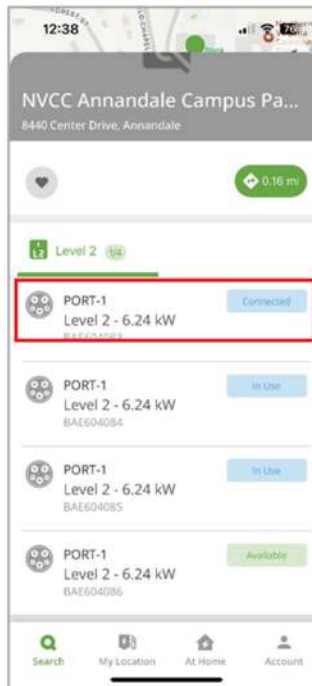 12:38
76
NVCC Annandale Campus Pa...
8440 Center Drive, Annandale
0.16 mi
L2 Level 2 1/4
PORT-1 Connected
Level 2 - 6.24 kW
BAE604083
PORT-1 In Use
Level 2 - 6.24 kW
BAE604084
PORT-1 In Use
Level 2 - 6.24 kW
BAE604085
PORT-1 Available
Level 2 - 6.24 kW
BAE604086
Search My Location At Home Account